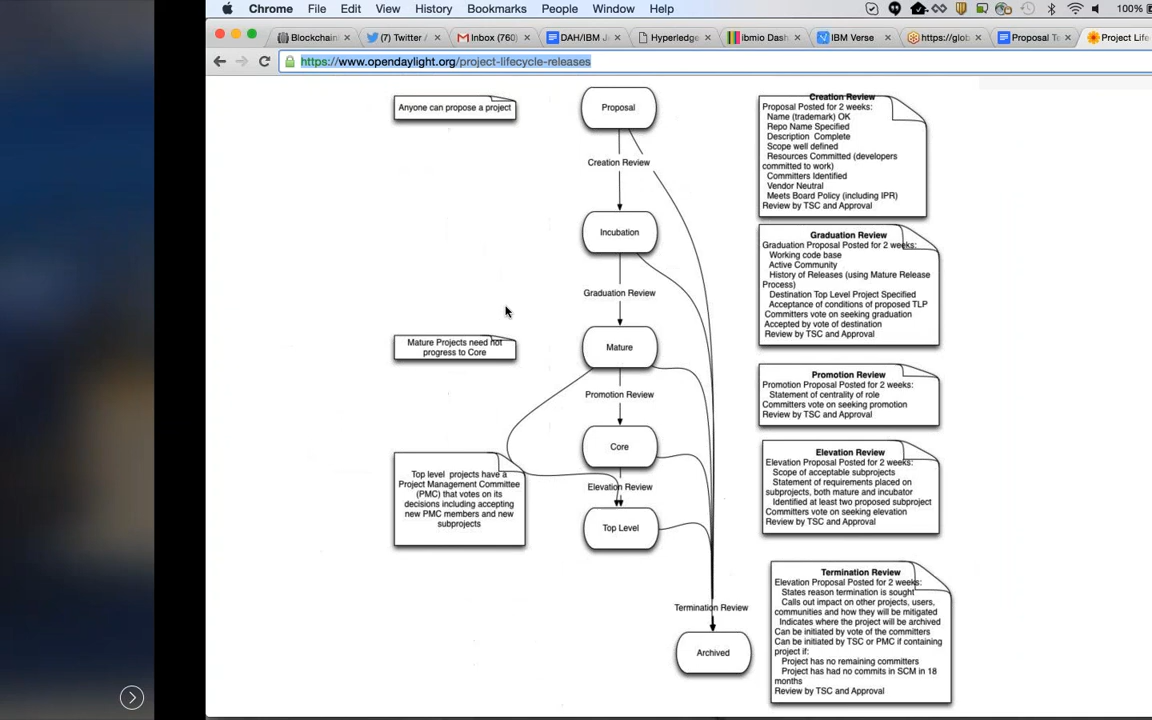 Chrome File Edit View History Bookmarks People Window Help 100%
Blockchain Twitter / (7) Inbox (760) DAH/IBM J Hyperledge ibmio Dash IBM Verse https://glob Proposal Te Project Life
https://www.opendaylight.org/project-lifecycle-releases
Anyone can propose a project
Proposal
Creation Review
Incubation
Graduation Review
Mature Projects need not
progress to Core
Mature
Promotion Review
Core
Top level projects have a
Project Management Committee
(PMC) that votes on its
decisions including accepting
new PMC members and new
subprojects
Elevation Review
Top Level
Termination Review
Archived
Creation Review
Proposal Posted for 2 weeks:
Name (trademark) OK
Repo Name Specified
Description Complete
Scope well defined
Resources Committed (developers
committed to work)
Committers Identified
Vendor Neutral
Meets Board Policy (including IPR)
Review by TSC and Approval
Graduation Review
Graduation Proposal Posted for 2 weeks:
Working code base
Active Community
History of Releases (using Mature Release
Process)
Destination Top Level Project Specified
Acceptance of conditions of proposed TLP
Committers vote on seeking graduation
Accepted by vote of destination
Review by TSC and Approval
Promotion Review
Promotion Proposal Posted for 2 weeks:
Statement of centrality of role
Committers vote on seeking promotion
Review by TSC and Approval
Elevation Review
Elevation Proposal Posted for 2 weeks:
Scope of acceptable subprojects
Statement of requirements placed on
subprojects, both mature and incubator
Identified at least two proposed subproject
Committers vote on seeking elevation
Review by TSC and Approval
Termination Review
Elevation Proposal Posted for 2 weeks:
States reason termination is sought
Calls out impact on other projects, users,
communities and how they will be mitigated
Indicates where the project will be archived
Can be initiated by vote of the committers
Can be initiated by TSC or PMC if containing
project if:
Project has no remaining committers
Project has had no commits in SCM in 18
months
Review by TSC and Approval